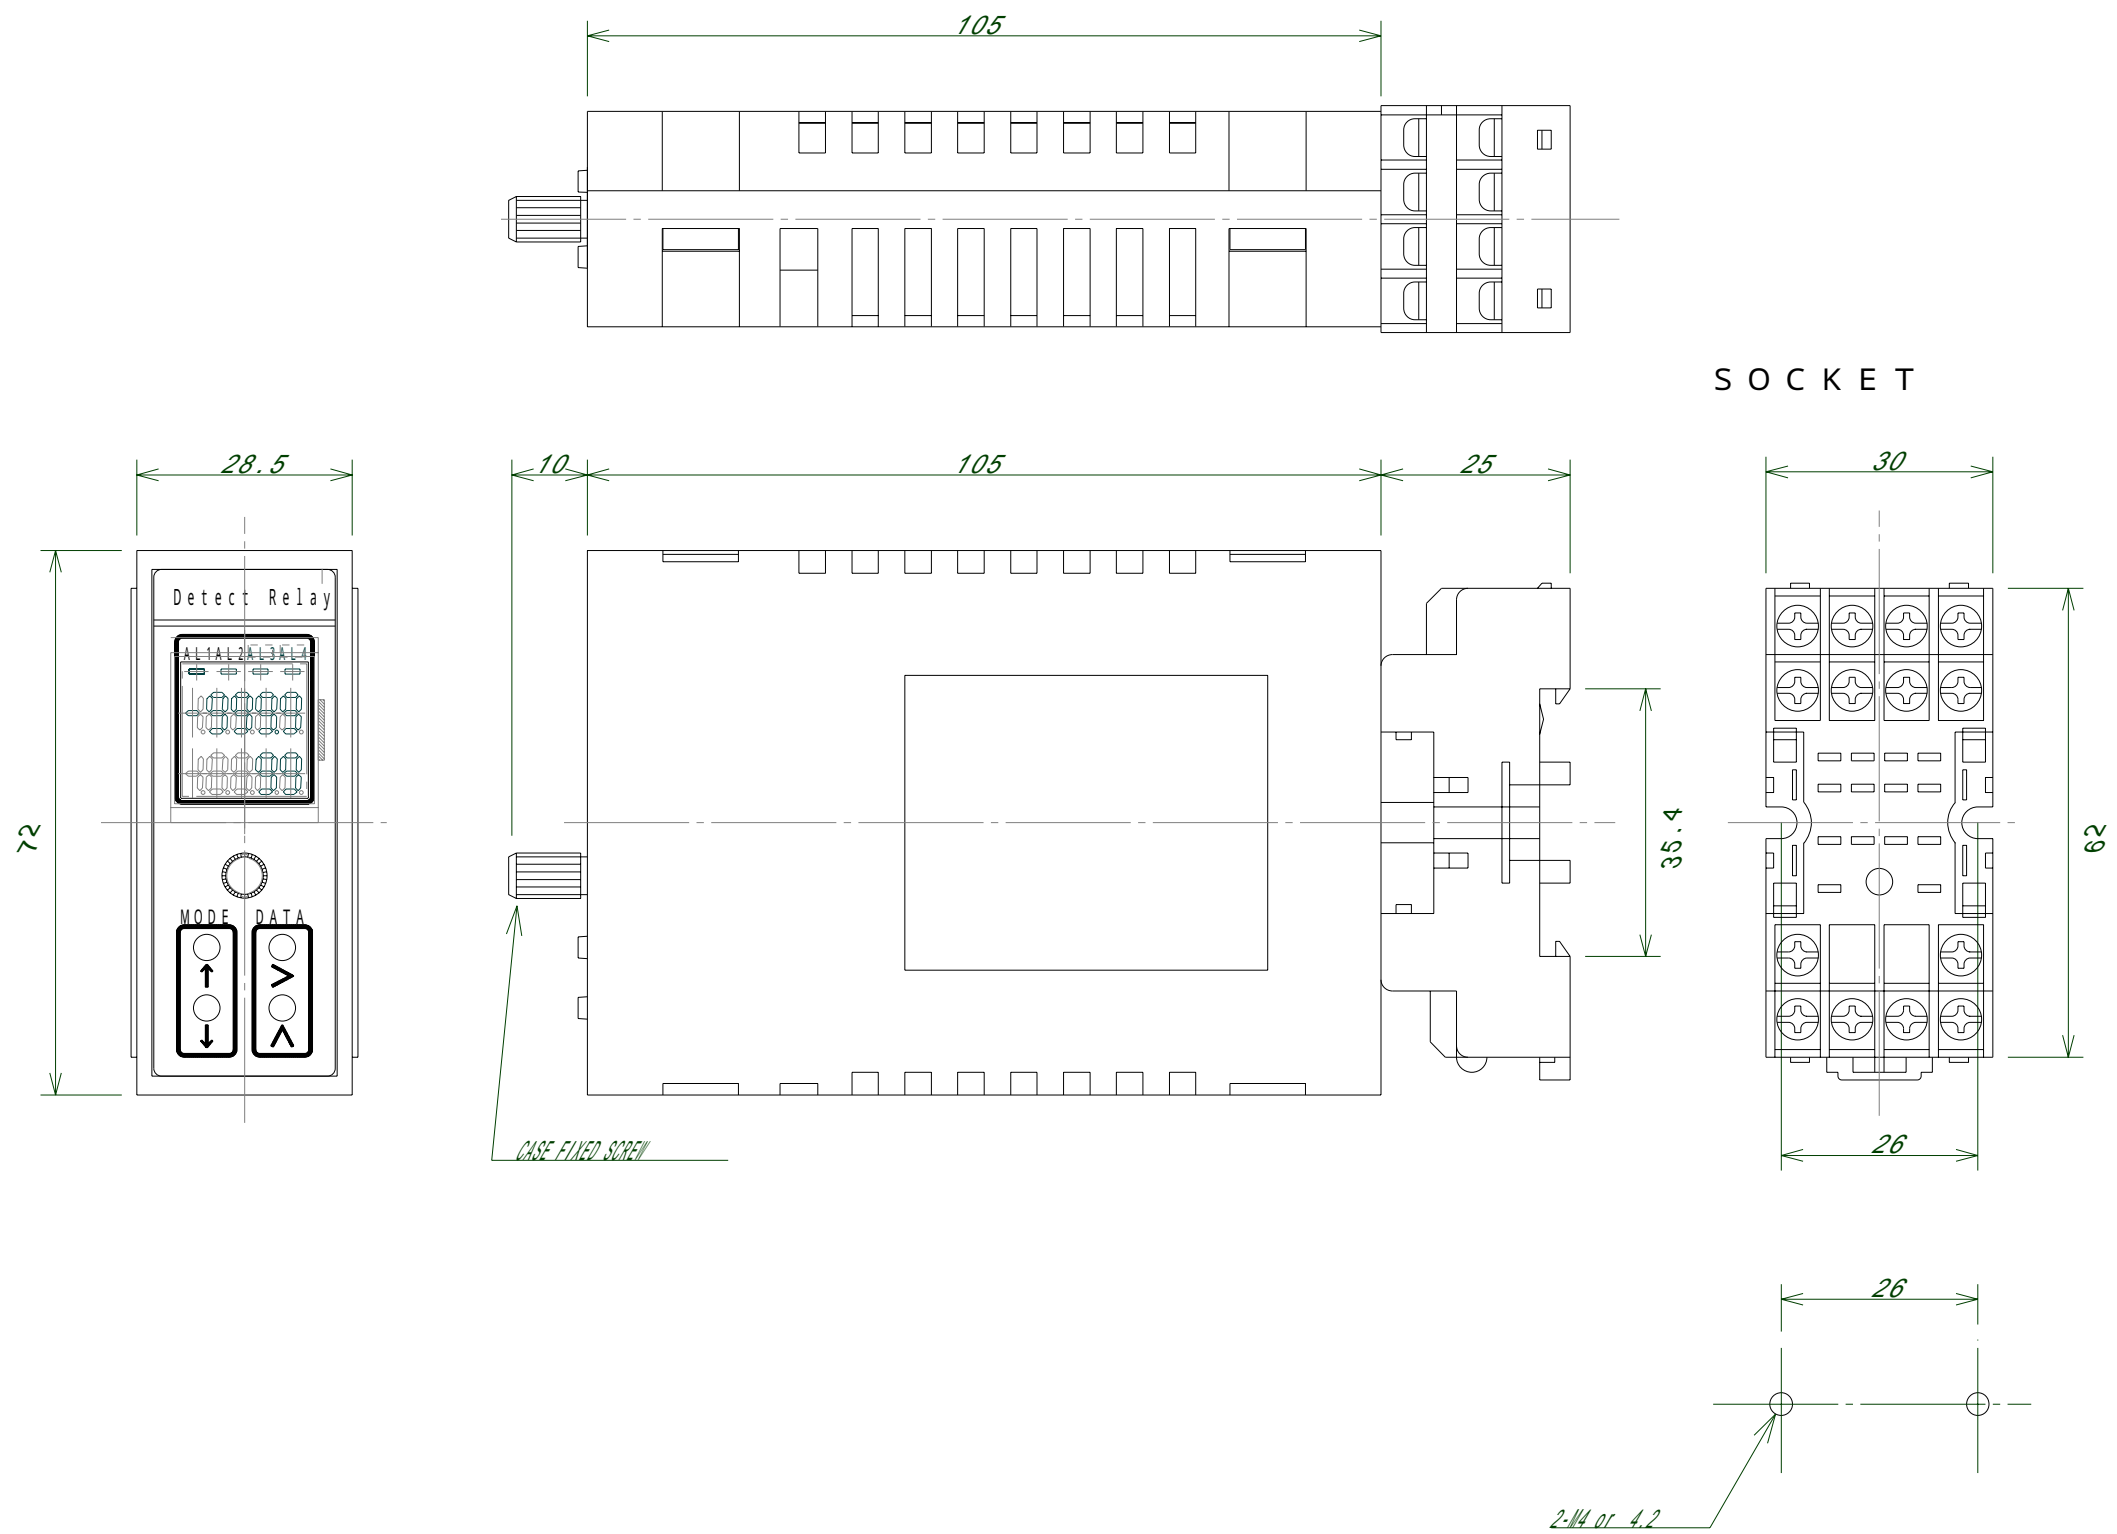 105
SOCKET
28.5
10
105
25
30
Detect Relay
AL1AL2AL3AL4
72
35.4
62
MODE DATA
CASE FIXED SCREW
26
26
2-M4 or 4.2